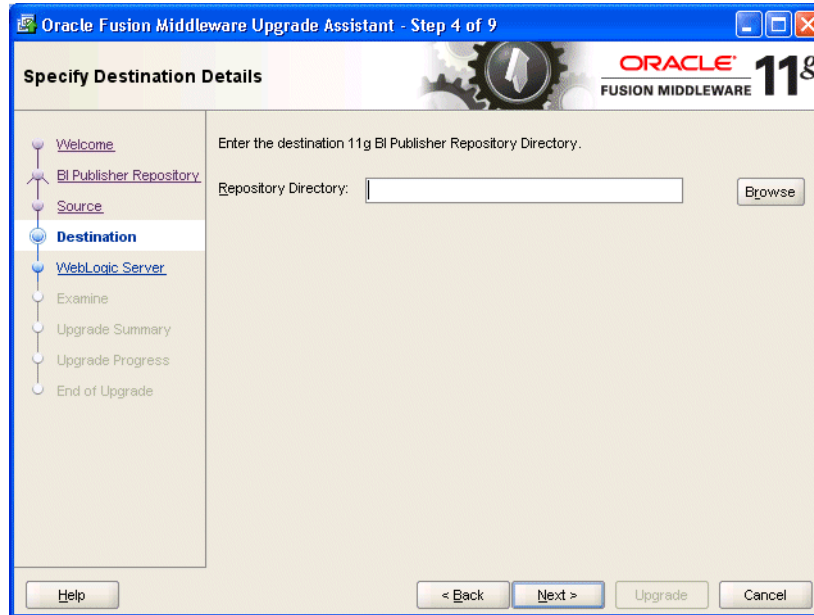 Oracle Fusion Middleware Upgrade Assistant - Step 4 of 9
Specify Destination Details
ORACLE
FUSION MIDDLEWARE
11g
Welcome
BI Publisher Repository
Source
Destination
WebLogic Server
Examine
Upgrade Summary
Upgrade Progress
End of Upgrade
Enter the destination 11g BI Publisher Repository Directory.
Repository Directory:
Browse
Help
< Back
Next >
Upgrade
Cancel